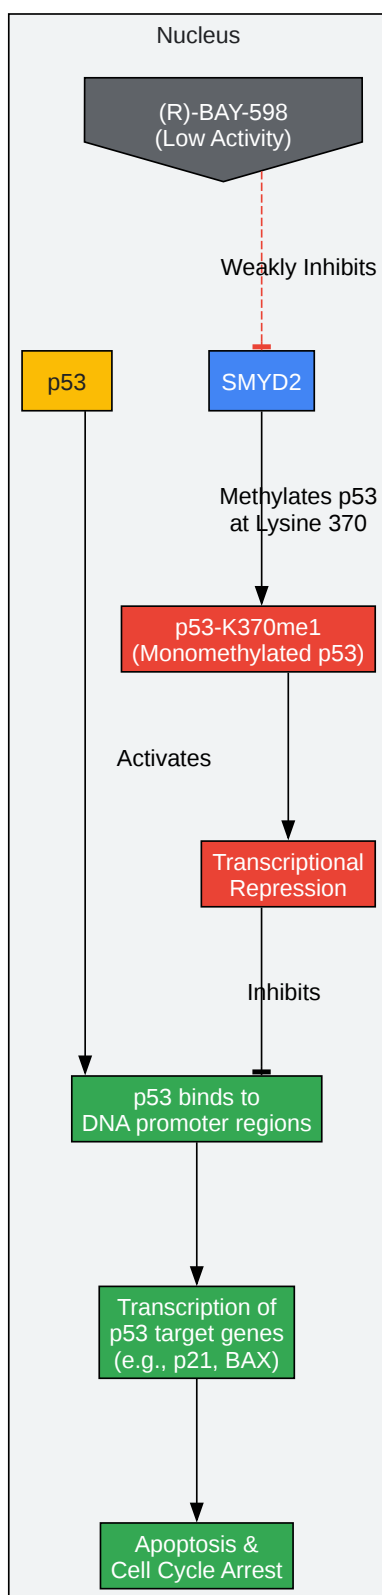 Nucleus
(R)-BAY-598
(Low Activity)
Weakly Inhibits
p53
SMYD2
Methylates p53
at Lysine 370
p53-K370me1
(Monomethylated p53)
Activates
Transcriptional
Repression
Inhibits
p53 binds to
DNA promoter regions
Transcription of
p53 target genes
(e.g., p21, BAX)
Apoptosis &
Cell Cycle Arrest